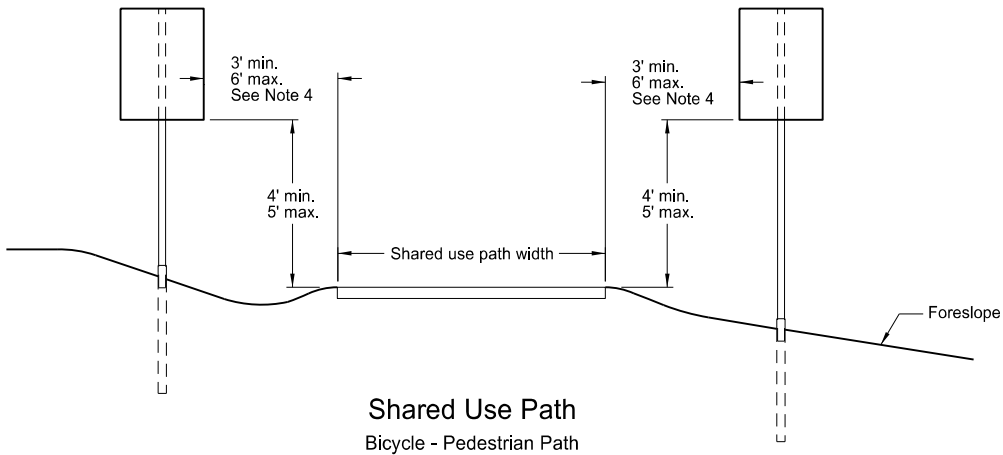 3' min.
6' max.
See Note 4
3' min.
6' max.
See Note 4
4' min.
5' max.
4' min.
5' max.
Shared use path width
Foreslope
Shared Use Path
Bicycle - Pedestrian Path